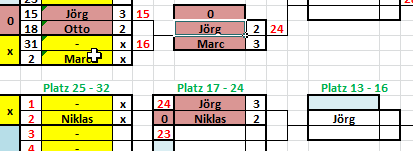 15 Jörg 3 15 0
0 18 Otto 2 Jörg 2 24
x 31 - x 16 Marc 3
2 Marc x
Platz 25 - 32 Platz 17 - 24 Platz 13 - 16
1 - x 24 Jörg 3
x 2 Niklas x 0 Niklas 2 Jörg
3 - 23
4 -